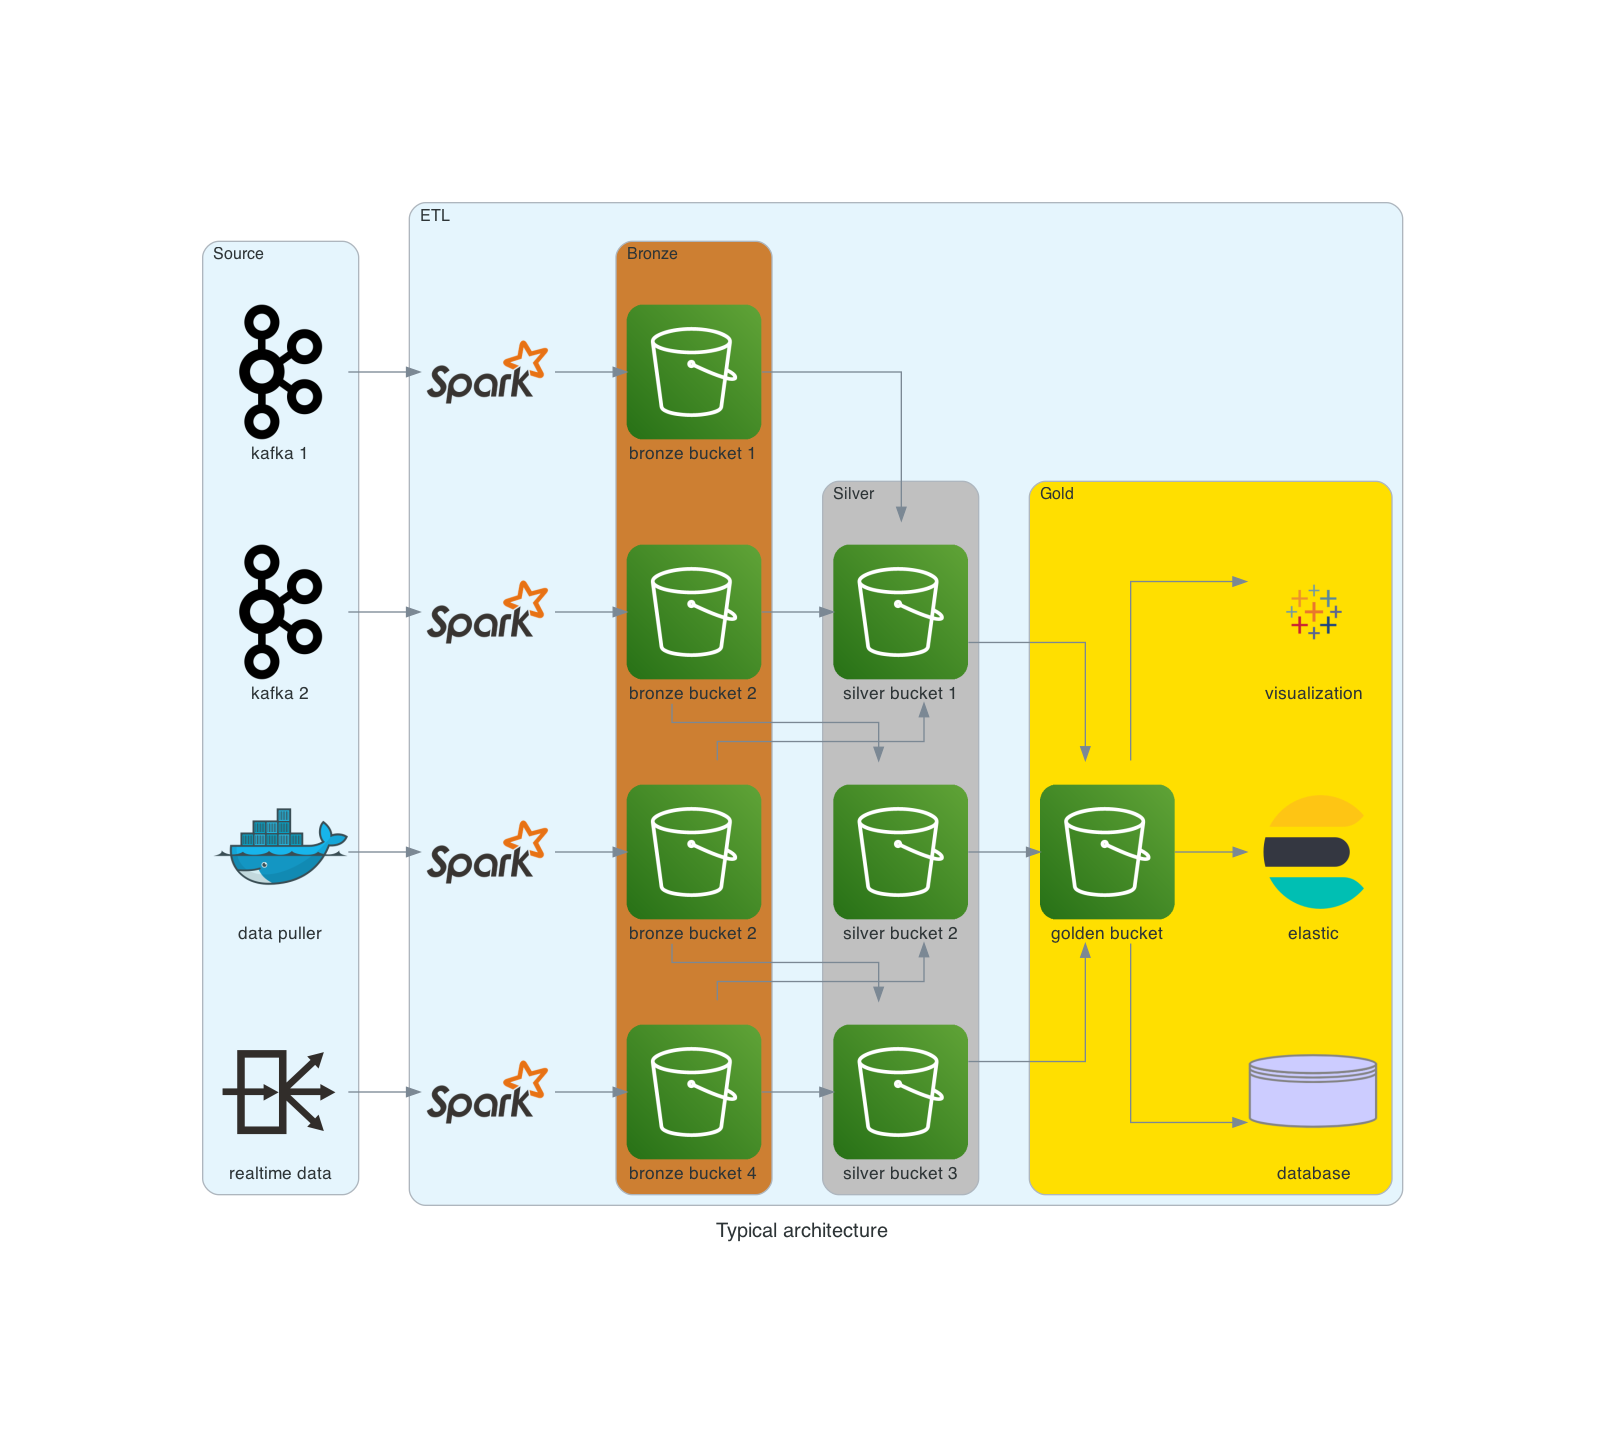 ETL
Source
Bronze
Spark
kafka 1
bronze bucket 1
Silver
Gold
Spark
kafka 2
bronze bucket 2
silver bucket 1
visualization
Spark
data puller
bronze bucket 2
silver bucket 2
golden bucket
elastic
Spark
realtime data
bronze bucket 4
silver bucket 3
database
Typical architecture